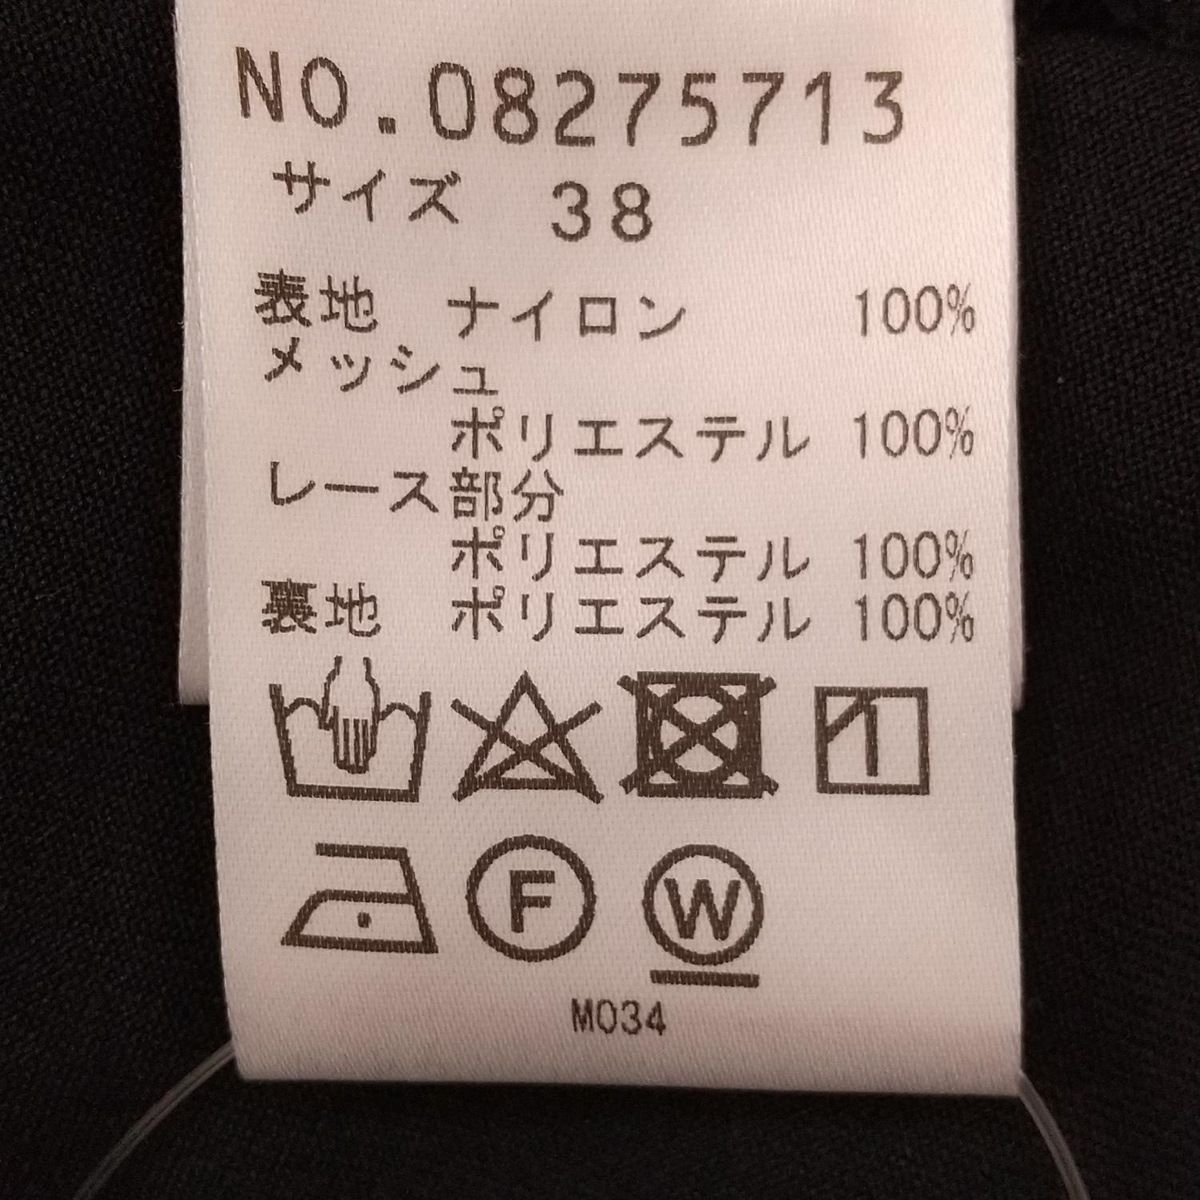 NO.08275713
サイズ 38
表地 ナイロン 100%
メッシュ
ポリエステル 100%
レース部分
ポリエステル 100%
裏地 ポリエステル 100%
F W
M034